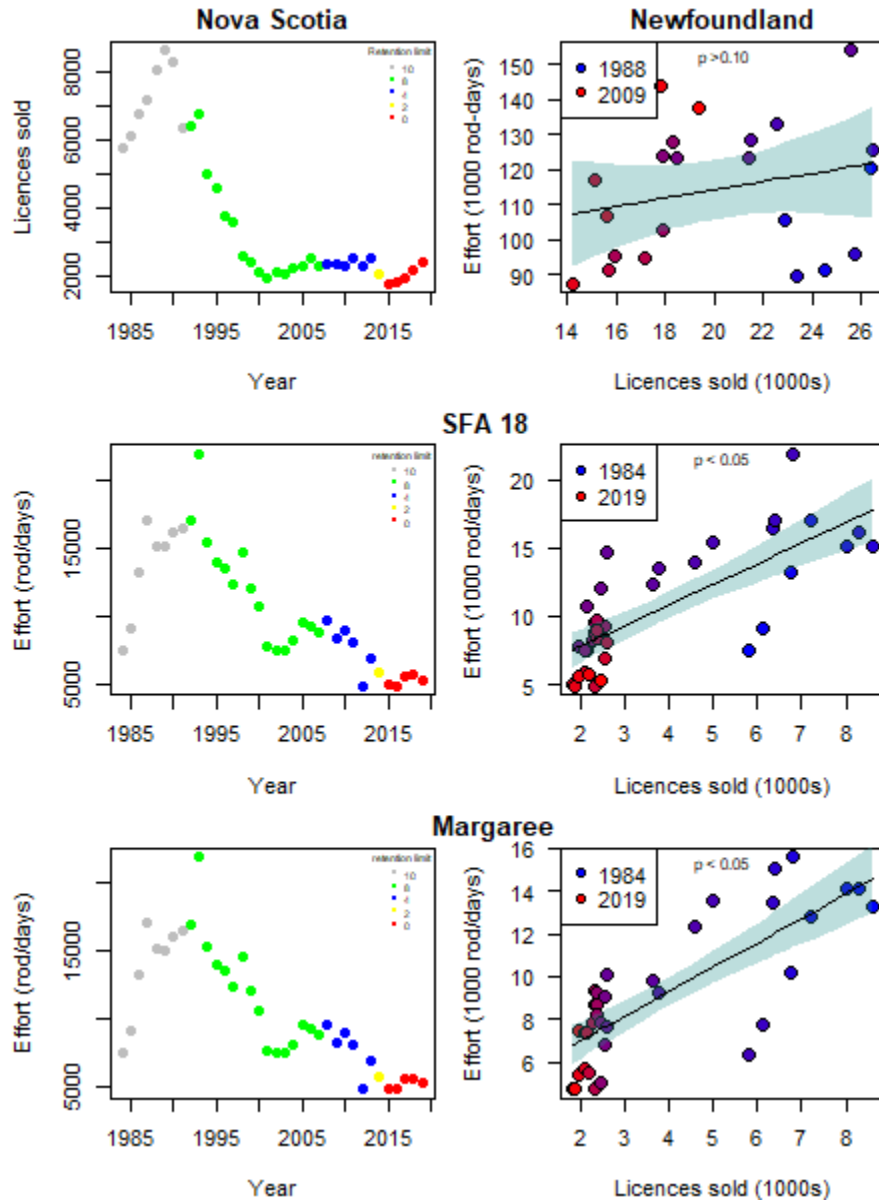 Nova Scotia
Licences sold
8000
6000
4000
2000
Retention limit
10
8
4
2
0
1985 1995 2005 2015
Year
Newfoundland
Effort (1000 rod-days)
150
140
130
120
110
100
90
1988
2009
p >0.10
14 16 18 20 22 24 26
Licences sold (1000s)
SFA 18
Effort (rod/days)
15000
5000
retention limit
10
8
4
2
0
1985 1995 2005 2015
Year
Effort (1000 rod/days)
20
15
10
5
1984
2019
p < 0.05
2 3 4 5 6 7 8
Licences sold (1000s)
Margaree
Effort (rod/days)
15000
5000
retention limit
10
8
4
2
0
1985 1995 2005 2015
Year
Effort (1000 rod/days)
16
14
12
10
8
6
1984
2019
p < 0.05
2 3 4 5 6 7 8
Licences sold (1000s)